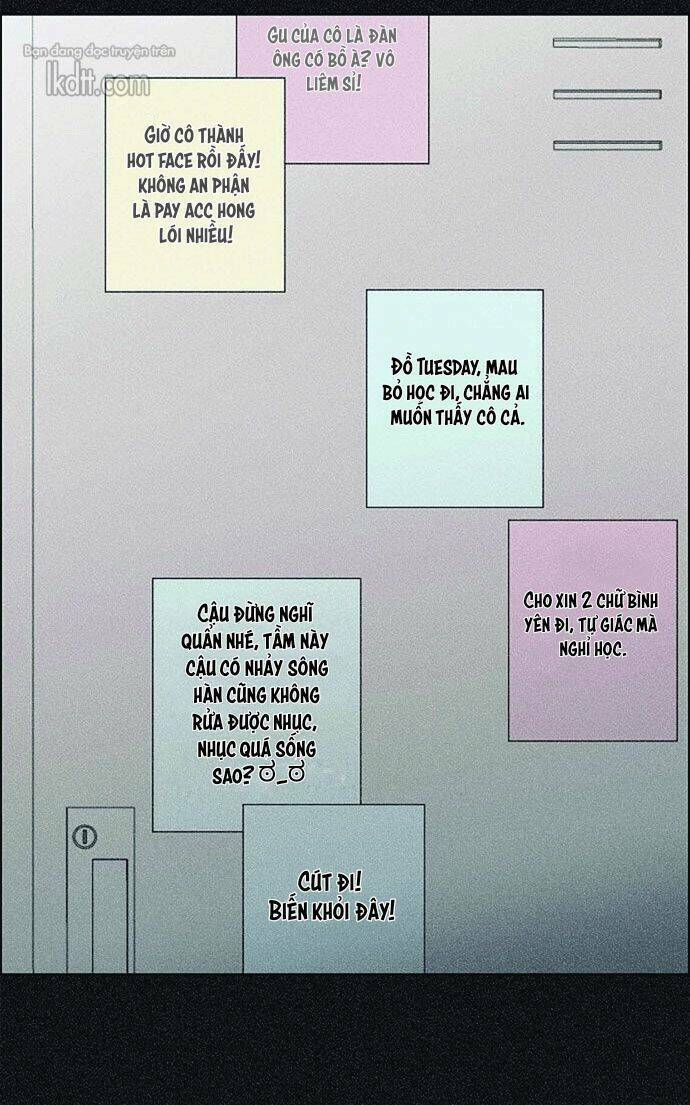 Bạn đang đọc truyện trên
lkdtt.com
GU CỦA CÔ LÀ ĐÀN
ÔNG CÓ BỒ À? VÔ
LIÊM SỈ!
GIỜ CÔ THÀNH
HOT FACE RỒI ĐẤY!
KHÔNG AN PHẬN
LÀ PAY ACC HONG
LÓI NHIỀU!
ĐỒ TUESDAY, MAU
BỎ HỌC ĐI, CHẲNG AI
MUỐN THẤY CÔ CẢ.
CHO XIN 2 CHỮ BÌNH
YÊN ĐI, TỰ GIÁC MÀ
NGHỈ HỌC.
CẬU ĐỪNG NGHĨ
QUẨN NHÉ, TẦM NÀY
CẬU CÓ NHẢY SÔNG
HÀN CŨNG KHÔNG
RỬA ĐƯỢC NHỤC,
NHỤC QUÁ SỐNG
SAO? ಠ_ಠ
CÚT ĐI!
BIẾN KHỎI ĐÂY!